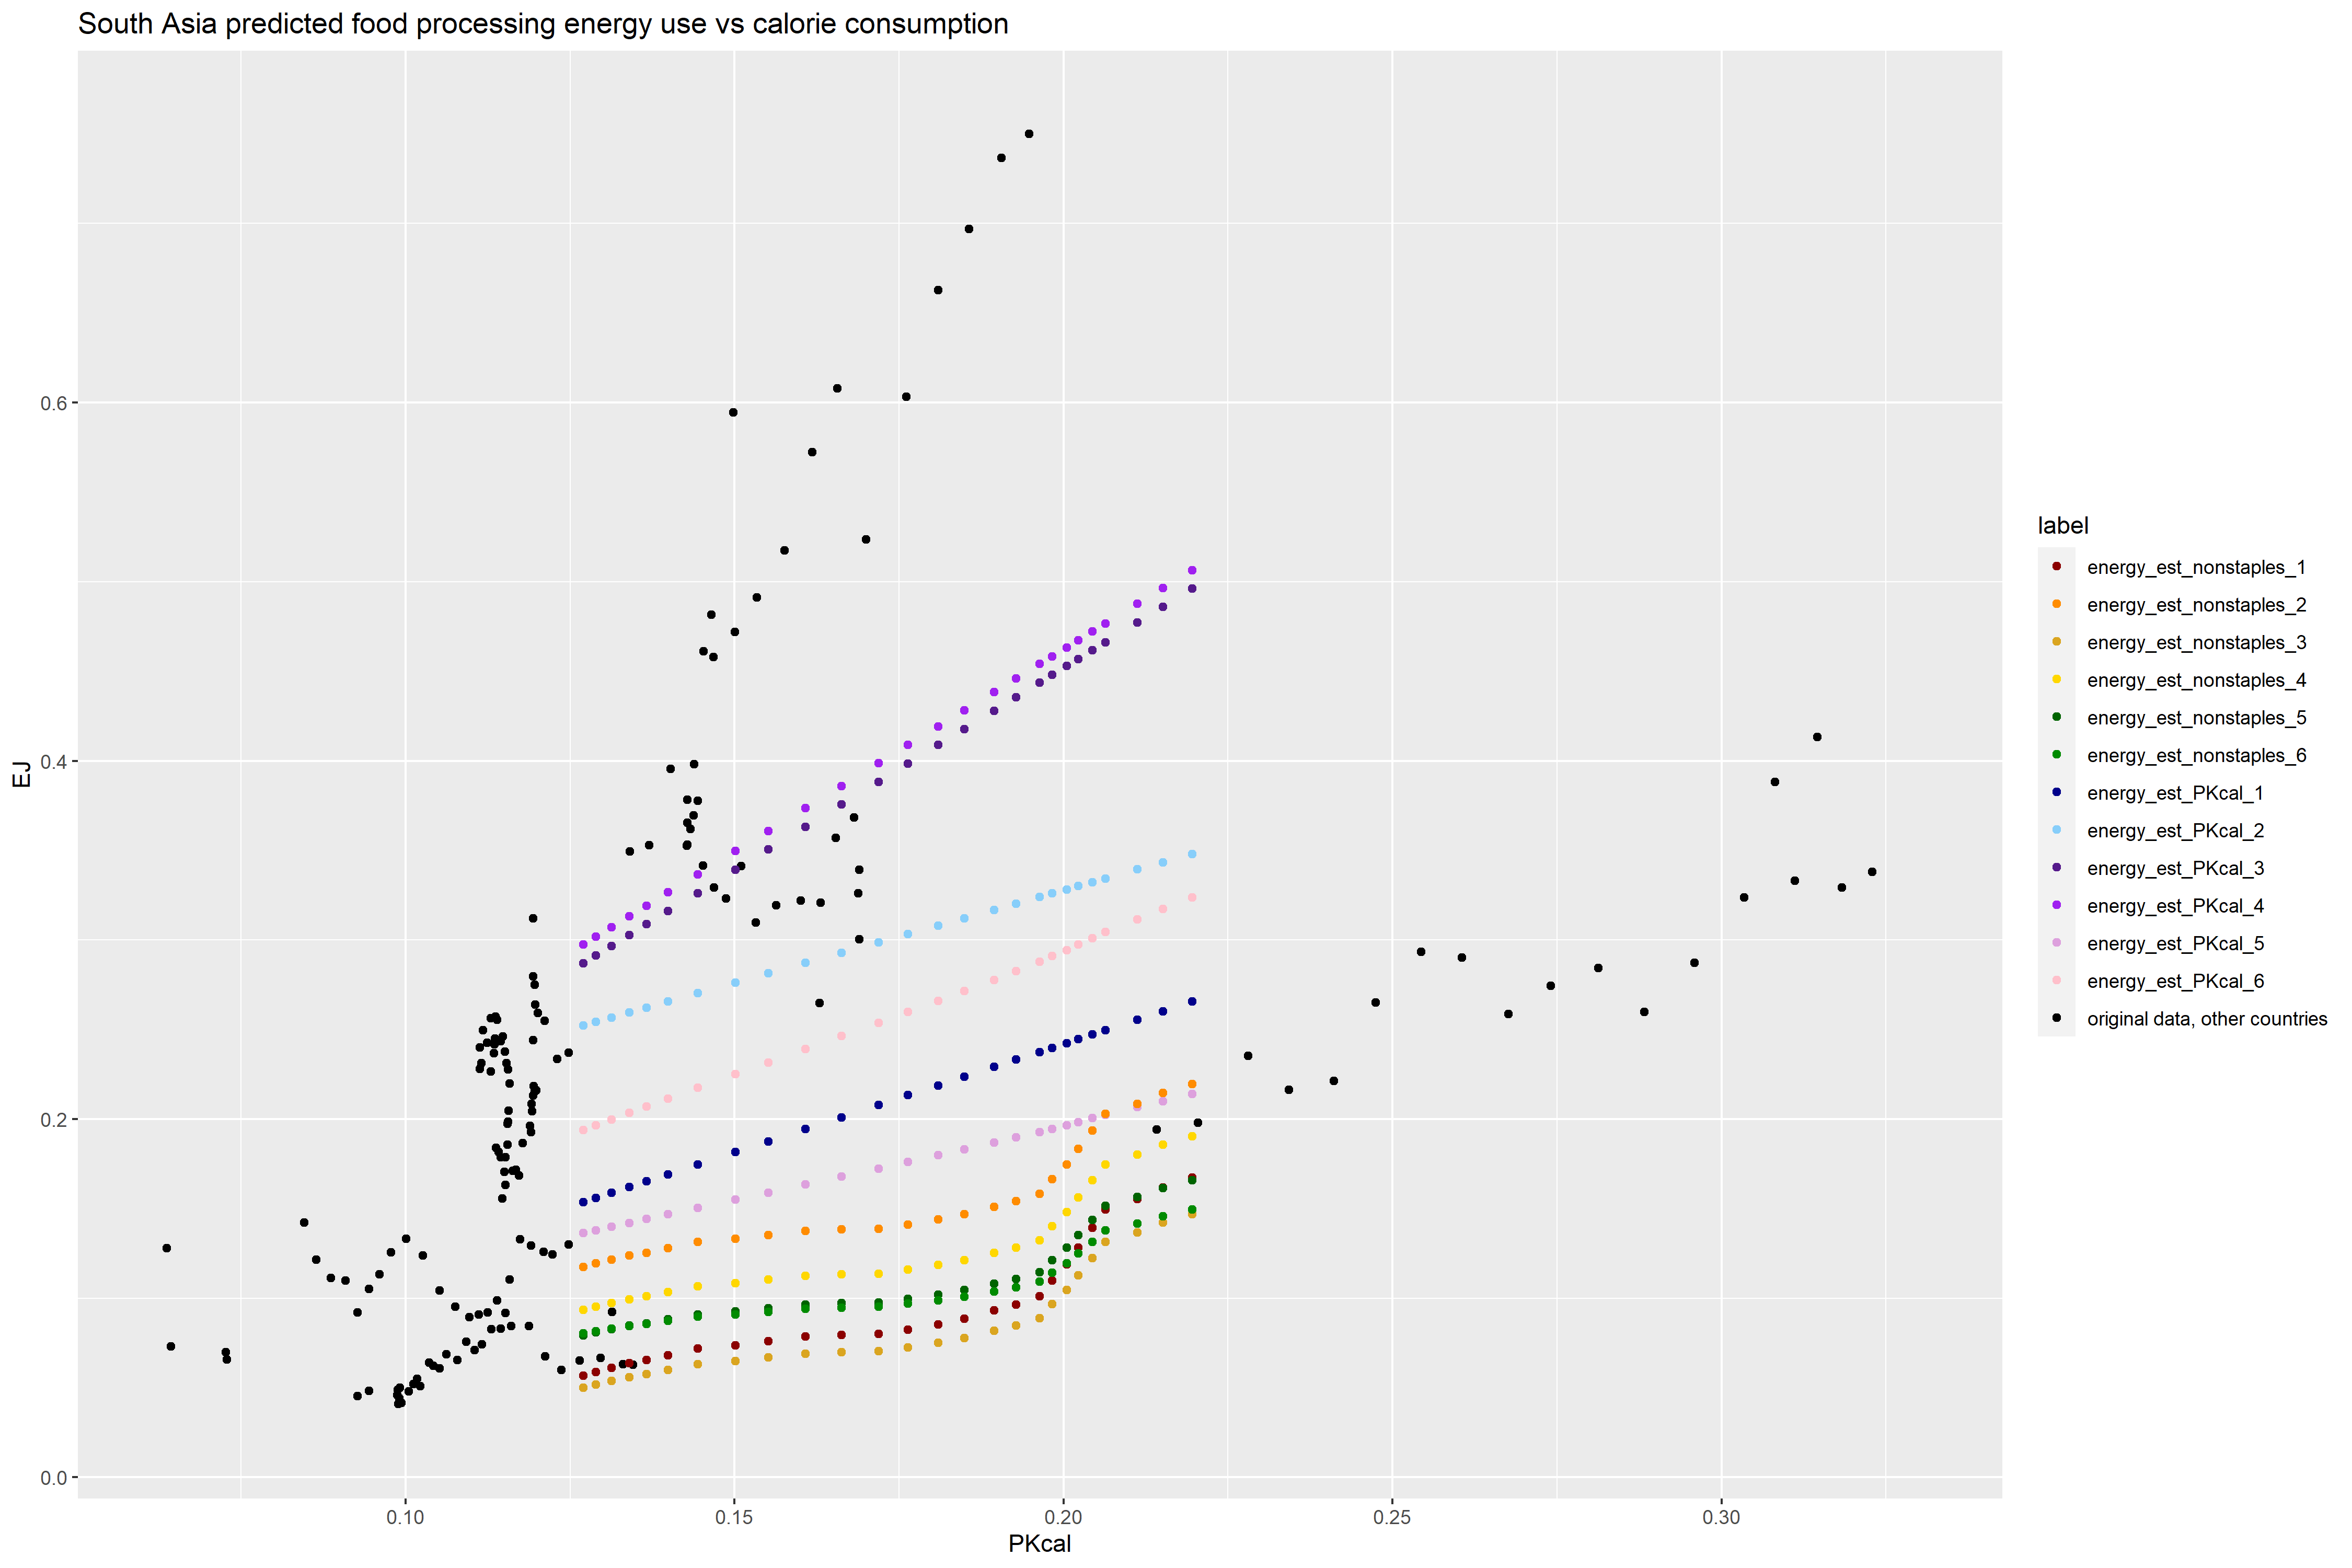 South Asia predicted food processing energy use vs calorie consumption
EJ
0.6
0.4
0.2
0.0
0.10
0.15
0.20
0.25
0.30
PKcal
label
energy_est_nonstaples_1
energy_est_nonstaples_2
energy_est_nonstaples_3
energy_est_nonstaples_4
energy_est_nonstaples_5
energy_est_nonstaples_6
energy_est_PKcal_1
energy_est_PKcal_2
energy_est_PKcal_3
energy_est_PKcal_4
energy_est_PKcal_5
energy_est_PKcal_6
original data, other countries